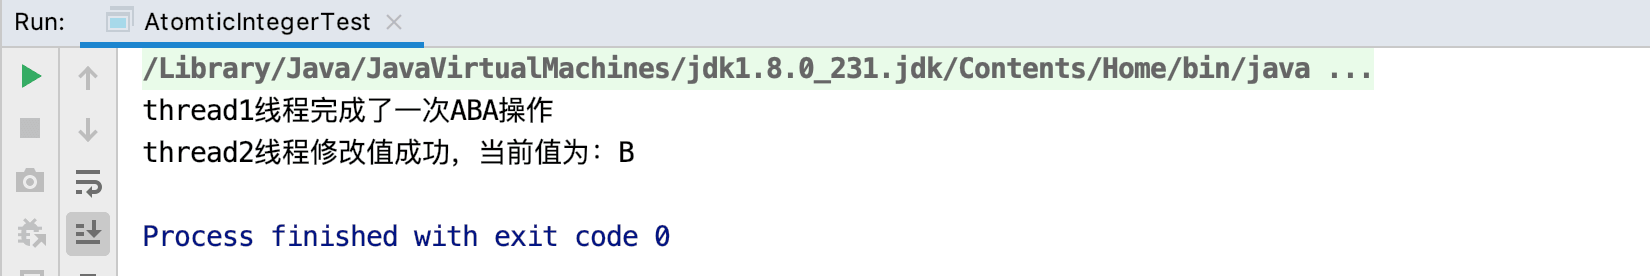 Run: AtomticIntegerTest
/Library/Java/JavaVirtualMachines/jdk1.8.0_231.jdk/Contents/Home/bin/java ...
thread1线程完成了一次ABA操作
thread2线程修改值成功，当前值为：B
Process finished with exit code 0